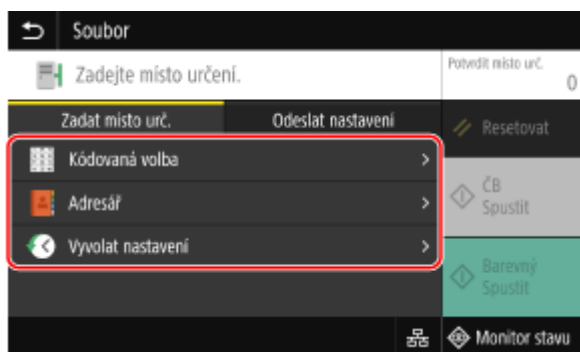 Soubor
Zadejte místo určení.
Potvrdit místo urč.
0
Zadat místo urč.
Odeslat nastavení
Resetovat
Kódovaná volba
Adresář
Vyvolat nastavení
ČB
Spustit
Barevný
Spustit
Monitor stavu